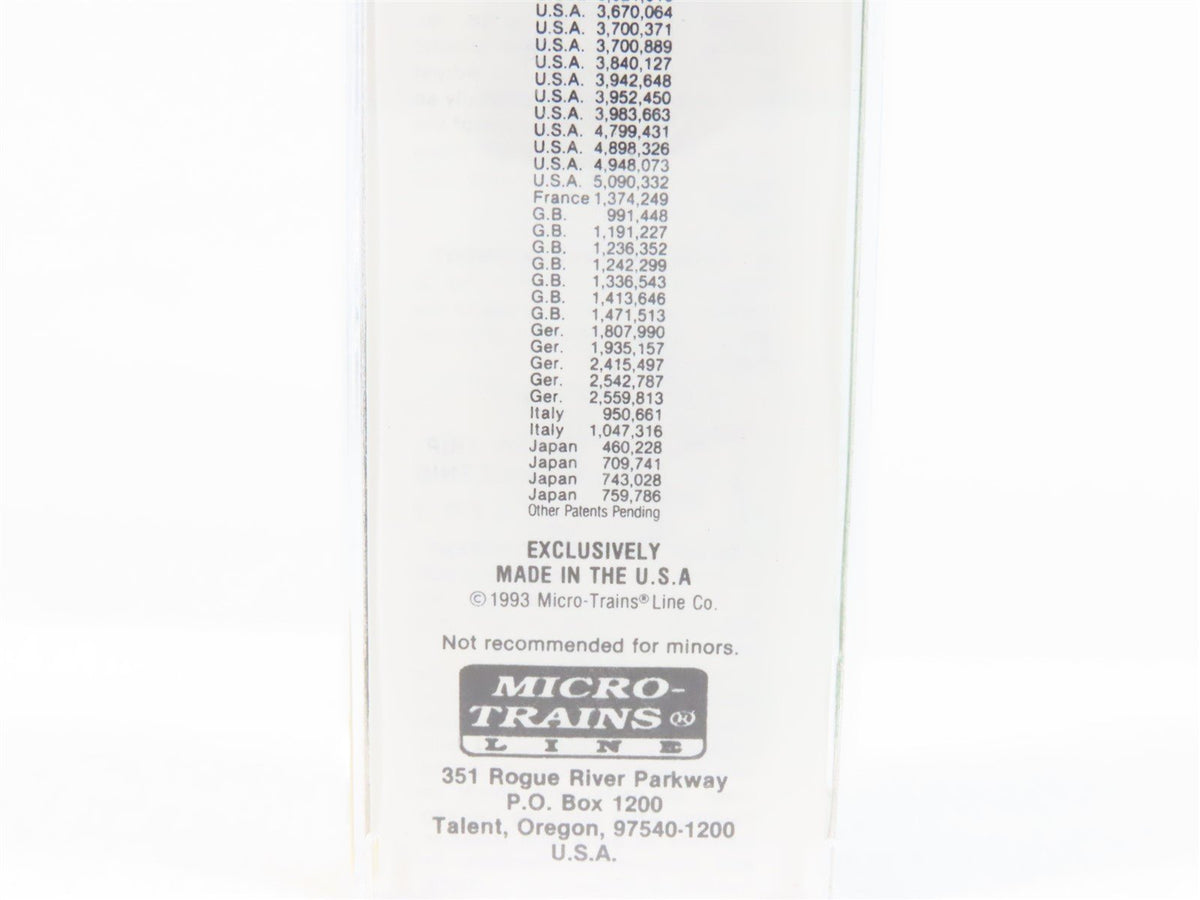 U.S.A. 3,670,064
U.S.A. 3,700,371
U.S.A. 3,700,889
U.S.A. 3,840,127
U.S.A. 3,942,648
U.S.A. 3,952,450
U.S.A. 3,983,663
U.S.A. 4,799,431
U.S.A. 4,898,326
U.S.A. 4,948,073
U.S.A. 5,090,332
France 1,374,249
G.B. 991,448
G.B. 1,191,227
G.B. 1,236,352
G.B. 1,242,299
G.B. 1,336,543
G.B. 1,413,646
G.B. 1,471,513
Ger. 1,807,990
Ger. 1,935,157
Ger. 2,415,497
Ger. 2,542,787
Ger. 2,559,813
Italy 950,661
Italy 1,047,316
Japan 460,228
Japan 709,741
Japan 743,028
Japan 759,786
Other Patents Pending
EXCLUSIVELY
MADE IN THE U.S.A
©1993 Micro-Trains® Line Co.
Not recommended for minors.
MICRO-
TRAINS®
LINE
351 Rogue River Parkway
P.O. Box 1200
Talent, Oregon, 97540-1200
U.S.A.